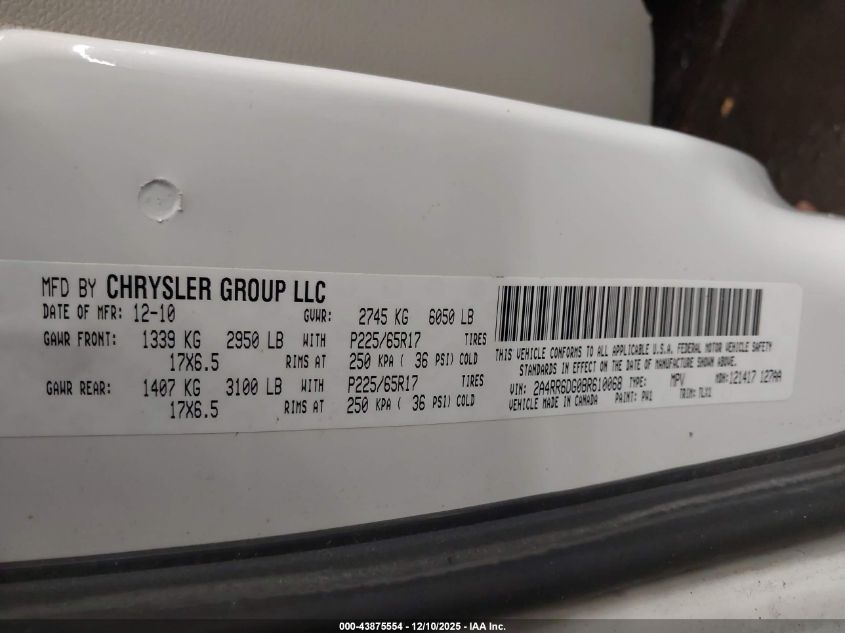 MFD BY CHRYSLER GROUP LLC
DATE OF MFR: 12-10 GVWR: 2745 KG 6050 LB
GAWR FRONT: 1339 KG 2950 LB WITH P225/65R17 TIRES
17X6.5 RIMS AT 250 KPA ( 36 PSI) COLD
GAWR REAR: 1407 KG 3100 LB WITH P225/65R17 TIRES
17X6.5 RIMS AT 250 KPA ( 36 PSI) COLD
THIS VEHICLE CONFORMS TO ALL APPLICABLE U.S.A. FEDERAL MOTOR VEHICLE SAFETY
STANDARDS IN EFFECT ON THE DATE OF MANUFACTURE SHOWN ABOVE.
VIN: 2A4RR6DG0BR610068 TYPE: MPV MDH: 121417 127AA
VEHICLE MADE IN CANADA PAINT: PW1 TRIM:
000-43875554 - 12/10/2025 - IAA Inc.